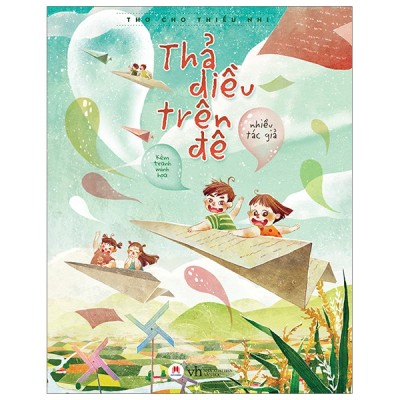 THƠ CHO THIẾU NHI
Thả
diều
trên
đê
nhiều
tác giả
Kèm
tranh
minh
họa